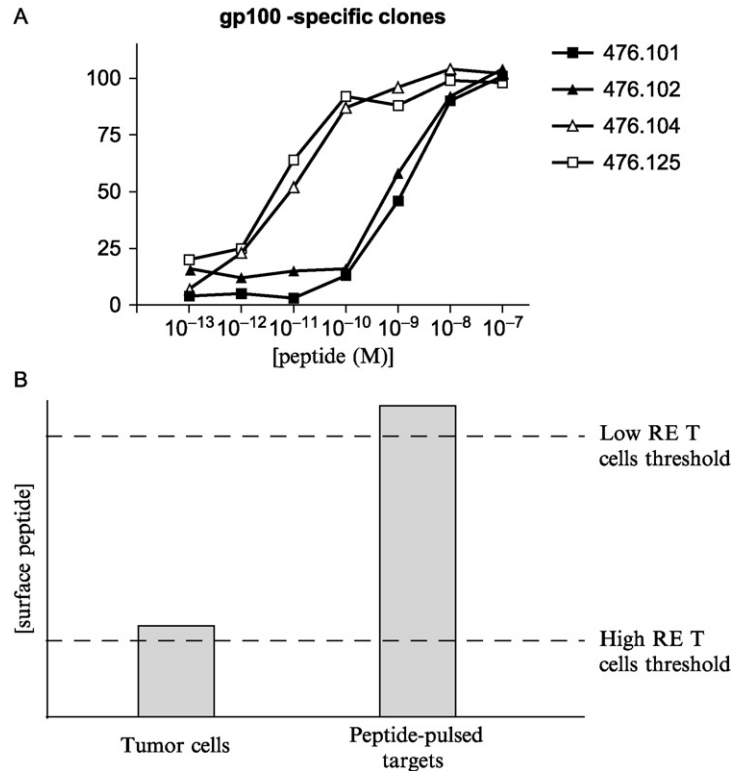 A
gp100 -specific clones
476.101
476.102
476.104
476.125
100
75
50
25
0
10⁻¹³ 10⁻¹² 10⁻¹¹ 10⁻¹⁰ 10⁻⁹ 10⁻⁸ 10⁻⁷
[peptide (M)]
B
[surface peptide]
Low RE T
cells threshold
High RE T
cells threshold
Tumor cells
Peptide-pulsed
targets